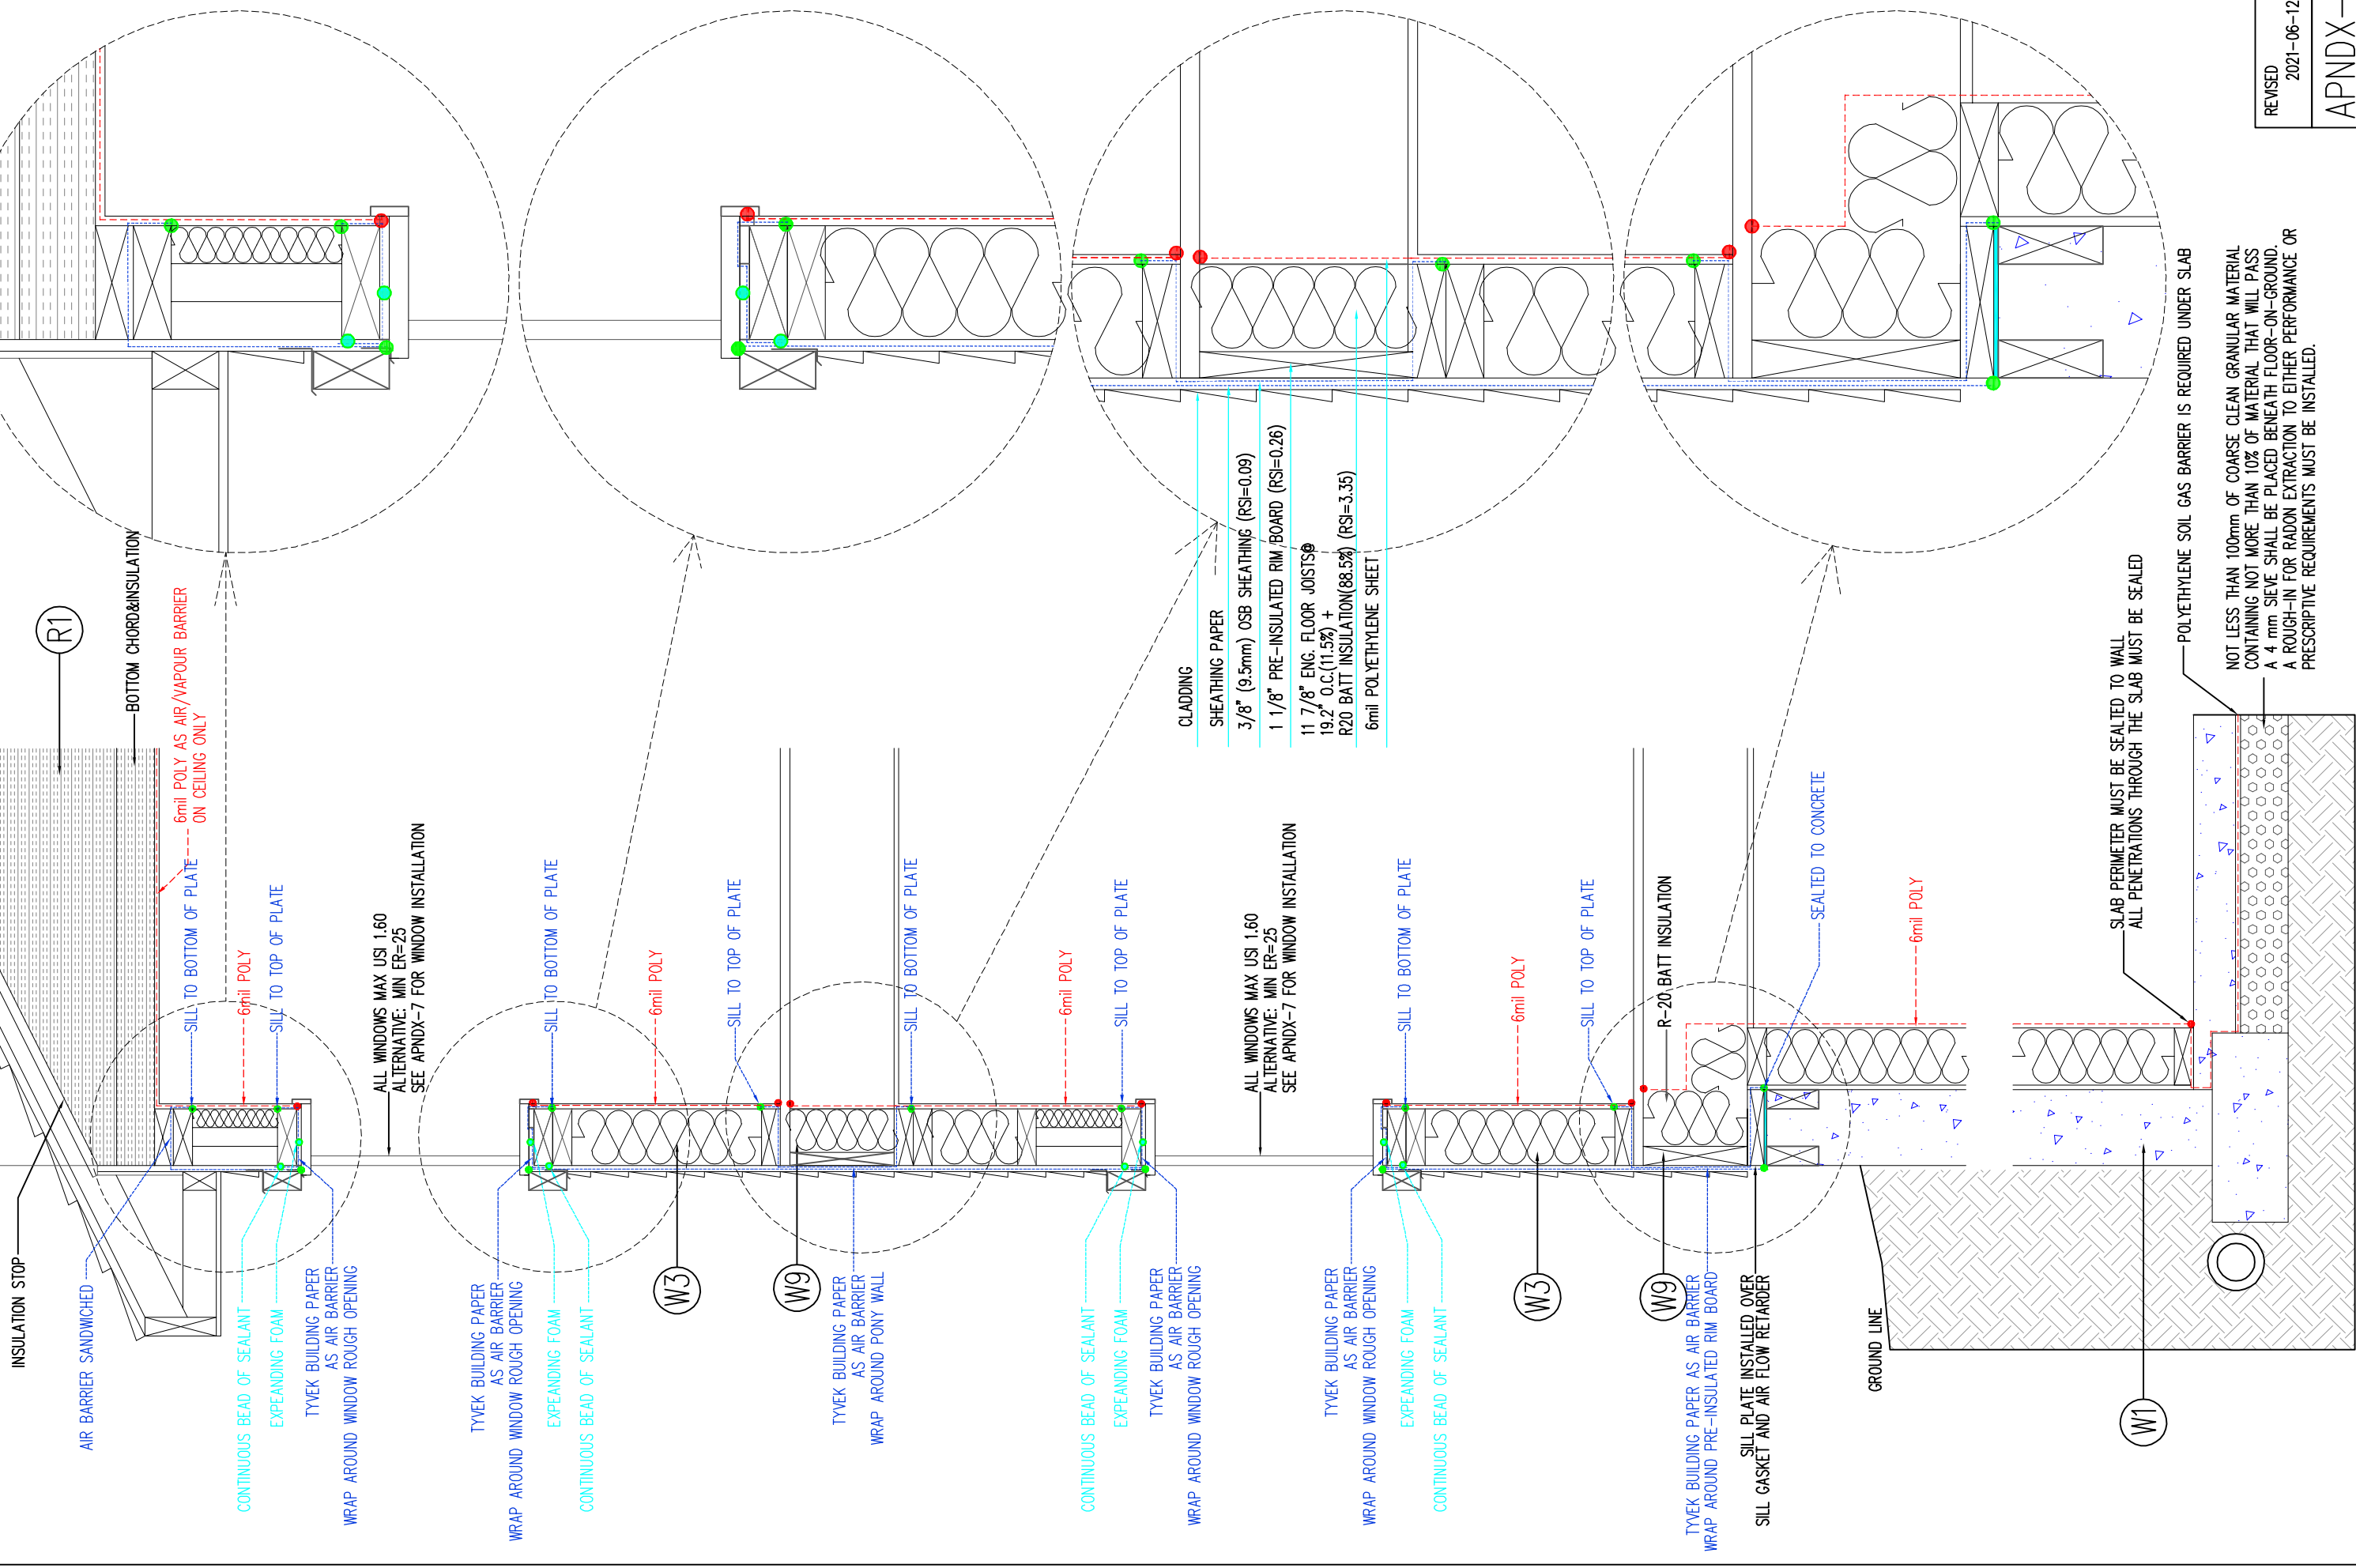 INSULATION STOP
R1
BOTTOM CHORD&INSULATION
6mil POLY AS AIR/VAPOUR BARRIER
ON CEILING ONLY
AIR BARRIER SANDWICHED
SILL TO BOTTOM OF PLATE
6mil POLY
SILL TO TOP OF PLATE
CONTINUOUS BEAD OF SEALANT
EXPEANDING FOAM
TYVEK BUILDING PAPER
AS AIR BARRIER
WRAP AROUND WINDOW ROUGH OPENING
ALL WINDOWS MAX USI 1.60
ALTERNATIVE: MIN ER=25
SEE APNDX-7 FOR WINDOW INSTALLATION
TYVEK BUILDING PAPER
AS AIR BARRIER
WRAP AROUND WINDOW ROUGH OPENING
EXPEANDING FOAM
CONTINUOUS BEAD OF SEALANT
SILL TO BOTTOM OF PLATE
6mil POLY
W3
SILL TO TOP OF PLATE
W9
TYVEK BUILDING PAPER
AS AIR BARRIER
WRAP AROUND PONY WALL
SILL TO BOTTOM OF PLATE
6mil POLY
SILL TO TOP OF PLATE
CONTINUOUS BEAD OF SEALANT
EXPEANDING FOAM
TYVEK BUILDING PAPER
AS AIR BARRIER
WRAP AROUND WINDOW ROUGH OPENING
CLADDING
SHEATHING PAPER
3/8" (9.5mm) OSB SHEATHING (RSI=0.09)
1 1/8" PRE-INSULATED RIM BOARD (RSI=0.26)
11 7/8" ENG. FLOOR JOISTS@
19.2" O.C.(11.5%) +
R20 BATT INSULATION(88.5%) (RSI=3.35)
6mil POLYETHYLENE SHEET
ALL WINDOWS MAX USI 1.60
ALTERNATIVE: MIN ER=25
SEE APNDX-7 FOR WINDOW INSTALLATION
TYVEK BUILDING PAPER
AS AIR BARRIER
WRAP AROUND WINDOW ROUGH OPENING
EXPEANDING FOAM
CONTINUOUS BEAD OF SEALANT
SILL TO BOTTOM OF PLATE
6mil POLY
W3
SILL TO TOP OF PLATE
R-20 BATT INSULATION
W9
TYVEK BUILDING PAPER AS AIR BARRIER
WRAP AROUND PRE-INSULATED RIM BOARD
SILL PLATE INSTALLED OVER
SILL GASKET AND AIR FLOW RETARDER
SEALTED TO CONCRETE
GROUND LINE
6mil POLY
W1
SLAB PERIMETER MUST BE SEALTED TO WALL
ALL PENETRATIONS THROUGH THE SLAB MUST BE SEALED
POLYETHYLENE SOIL GAS BARRIER IS REQUIRED UNDER SLAB
NOT LESS THAN 100mm OF COARSE CLEAN GRANULAR MATERIAL
CONTAINING NOT MORE THAN 10% OF MATERIAL THAT WILL PASS
A 4 mm SIEVE SHALL BE PLACED BENEATH FLOOR-ON-GROUND.
A ROUGH-IN FOR RADON EXTRACTION TO EITHER PERFORMANCE OR
PRESCRIPTIVE REQUIREMENTS MUST BE INSTALLED.
REVISED
2021-06-12
APNDX-